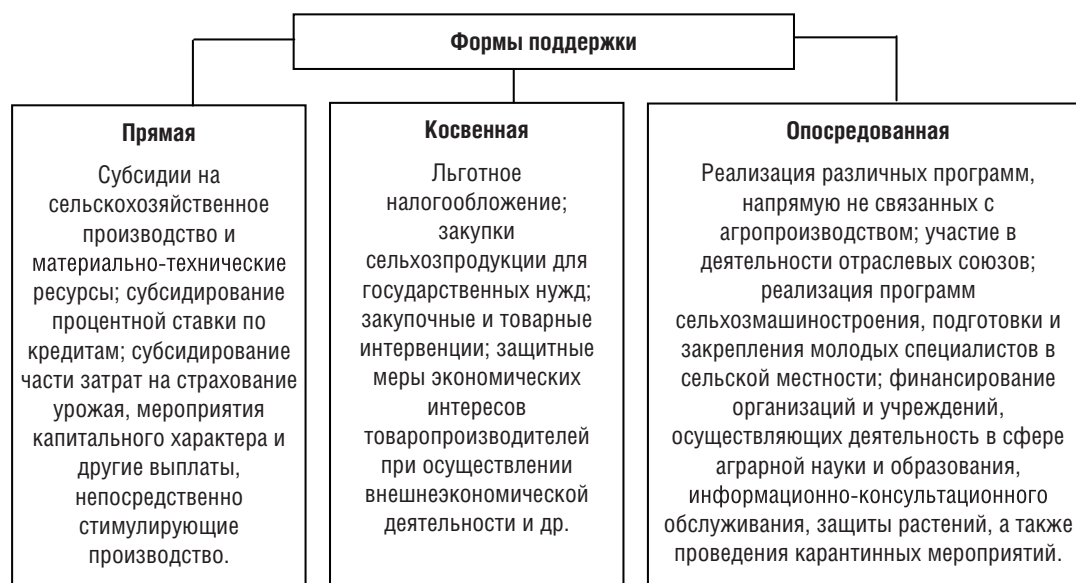 Формы поддержки
Прямая
Субсидии на
сельскохозяйственное
производство и
материально-технические
ресурсы; субсидирование
процентной ставки по
кредитам; субсидирование
части затрат на страхование
урожая, мероприятия
капитального характера и
другие выплаты,
непосредственно
стимулирующие
производство.
Косвенная
Льготное
налогообложение;
закупки
сельхозпродукции для
государственных нужд;
закупочные и товарные
интервенции; защитные
меры экономических
интересов
товаропроизводителей
при осуществлении
внешнеэкономической
деятельности и др.
Опосредованная
Реализация различных программ,
напрямую не связанных с
агропроизводством; участие в
деятельности отраслевых союзов;
реализация программ
сельхозмашиностроения, подготовки и
закрепления молодых специалистов в
сельской местности; финансирование
организаций и учреждений,
осуществляющих деятельность в сфере
аграрной науки и образования,
информационно-консультационного
обслуживания, защиты растений, а также
проведения карантинных мероприятий.